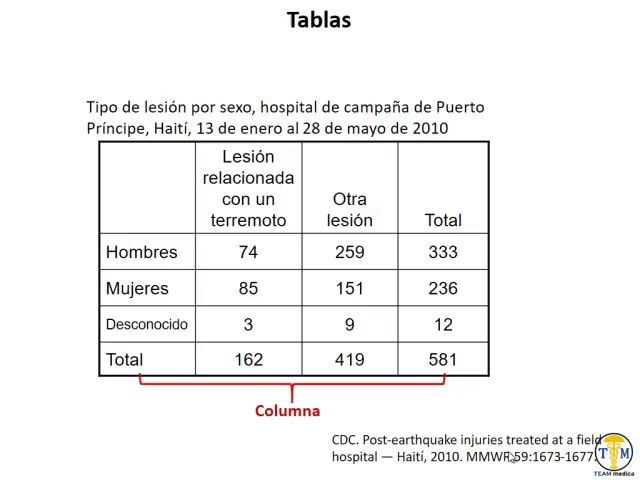 Tablas
Tipo de lesión por sexo, hospital de campaña de Puerto
Príncipe, Haití, 13 de enero al 28 de mayo de 2010
Lesión relacionada con un terremoto Otra lesión Total
Hombres 74 259 333
Mujeres 85 151 236
Desconocido 3 9 12
Total 162 419 581
Columna
CDC. Post-earthquake injuries treated at a field
hospital — Haiti, 2010. MMWR 59:1673-1677
T M
TEAM medica